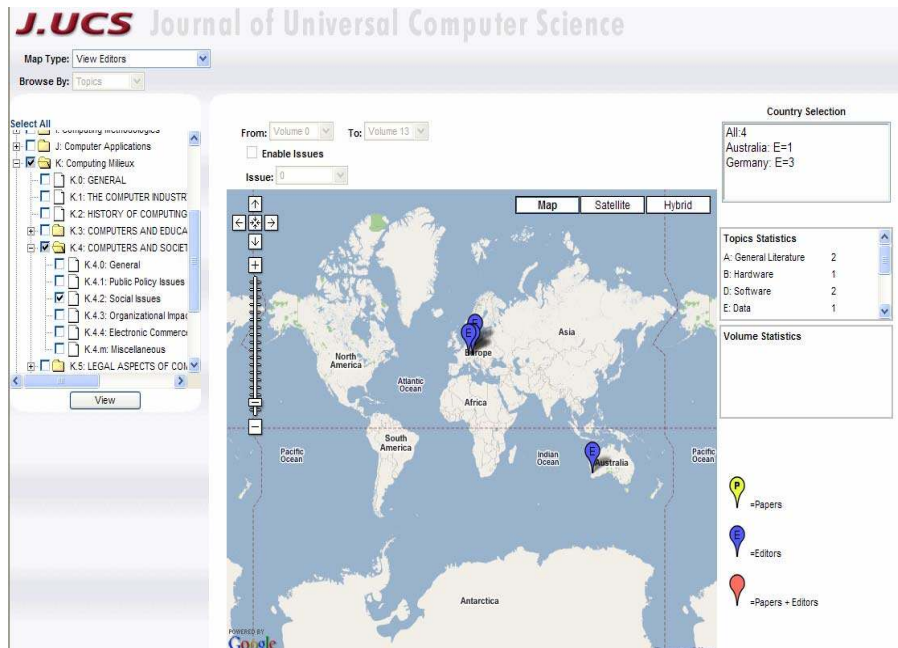 J.UCS Journal of Universal Computer Science
Map Type: View Editors
Browse By: Topics
Select All
I: Computing Methodologies
J: Computer Applications
K: Computing Milieux
K.0: GENERAL
K.1: THE COMPUTER INDUSTR
K.2: HISTORY OF COMPUTING
K.3: COMPUTERS AND EDUCA
K.4: COMPUTERS AND SOCIET
K.4.0: General
K.4.1: Public Policy Issues
K.4.2: Social Issues
K.4.3: Organizational Impac
K.4.4: Electronic Commerc
K.4.m: Miscellaneous
K.5: LEGAL ASPECTS OF COM
View
From: Volume 0 To: Volume 13
Enable Issues
Issue: 0
Map Satellite Hybrid
E
E
Europe
Asia
North
America
Atlantic
Ocean
Africa
South
America
Pacific
Ocean
Indian
Ocean
E
Australia
Pacific
Ocean
Antarctica
POWERED BY
Google
Country Selection
All:4
Australia: E=1
Germany: E=3
Topics Statistics
A: General Literature 2
B: Hardware 1
D: Software 2
E: Data 1
Volume Statistics
P =Papers
E =Editors
=Papers + Editors